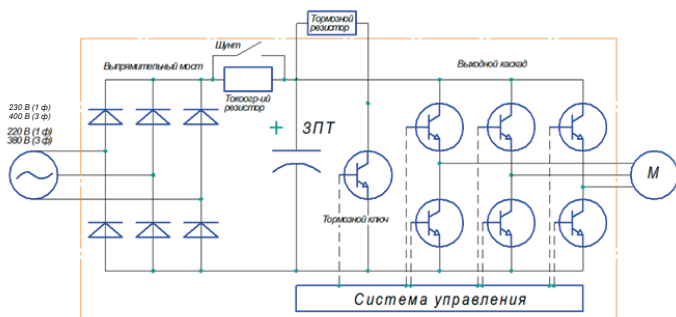 Тормозной
резистор
Шунт
Выпрямительный мост
Выходной каскад
Токоогр-ий
резистор
230 В (1 ф)
400 В (3 ф)
220 В (1ф)
380 В (3 ф)
+
ЗПТ
М
Тормозной ключ
Система управления